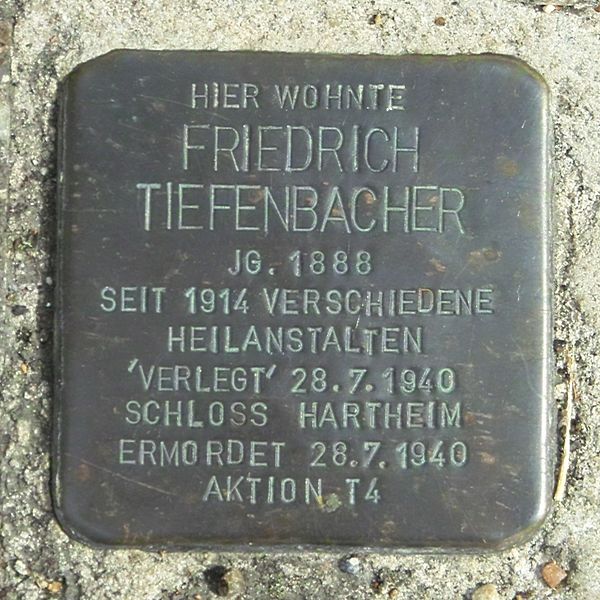 HIER WOHNTE
FRIEDRICH
TIEFENBACHER
JG. 1888
SEIT 1914 VERSCHIEDENE
HEILANSTALTEN
'VERLEGT' 28.7.1940
SCHLOSS HARTHEIM
ERMORDET 28.7.1940
AKTION T4